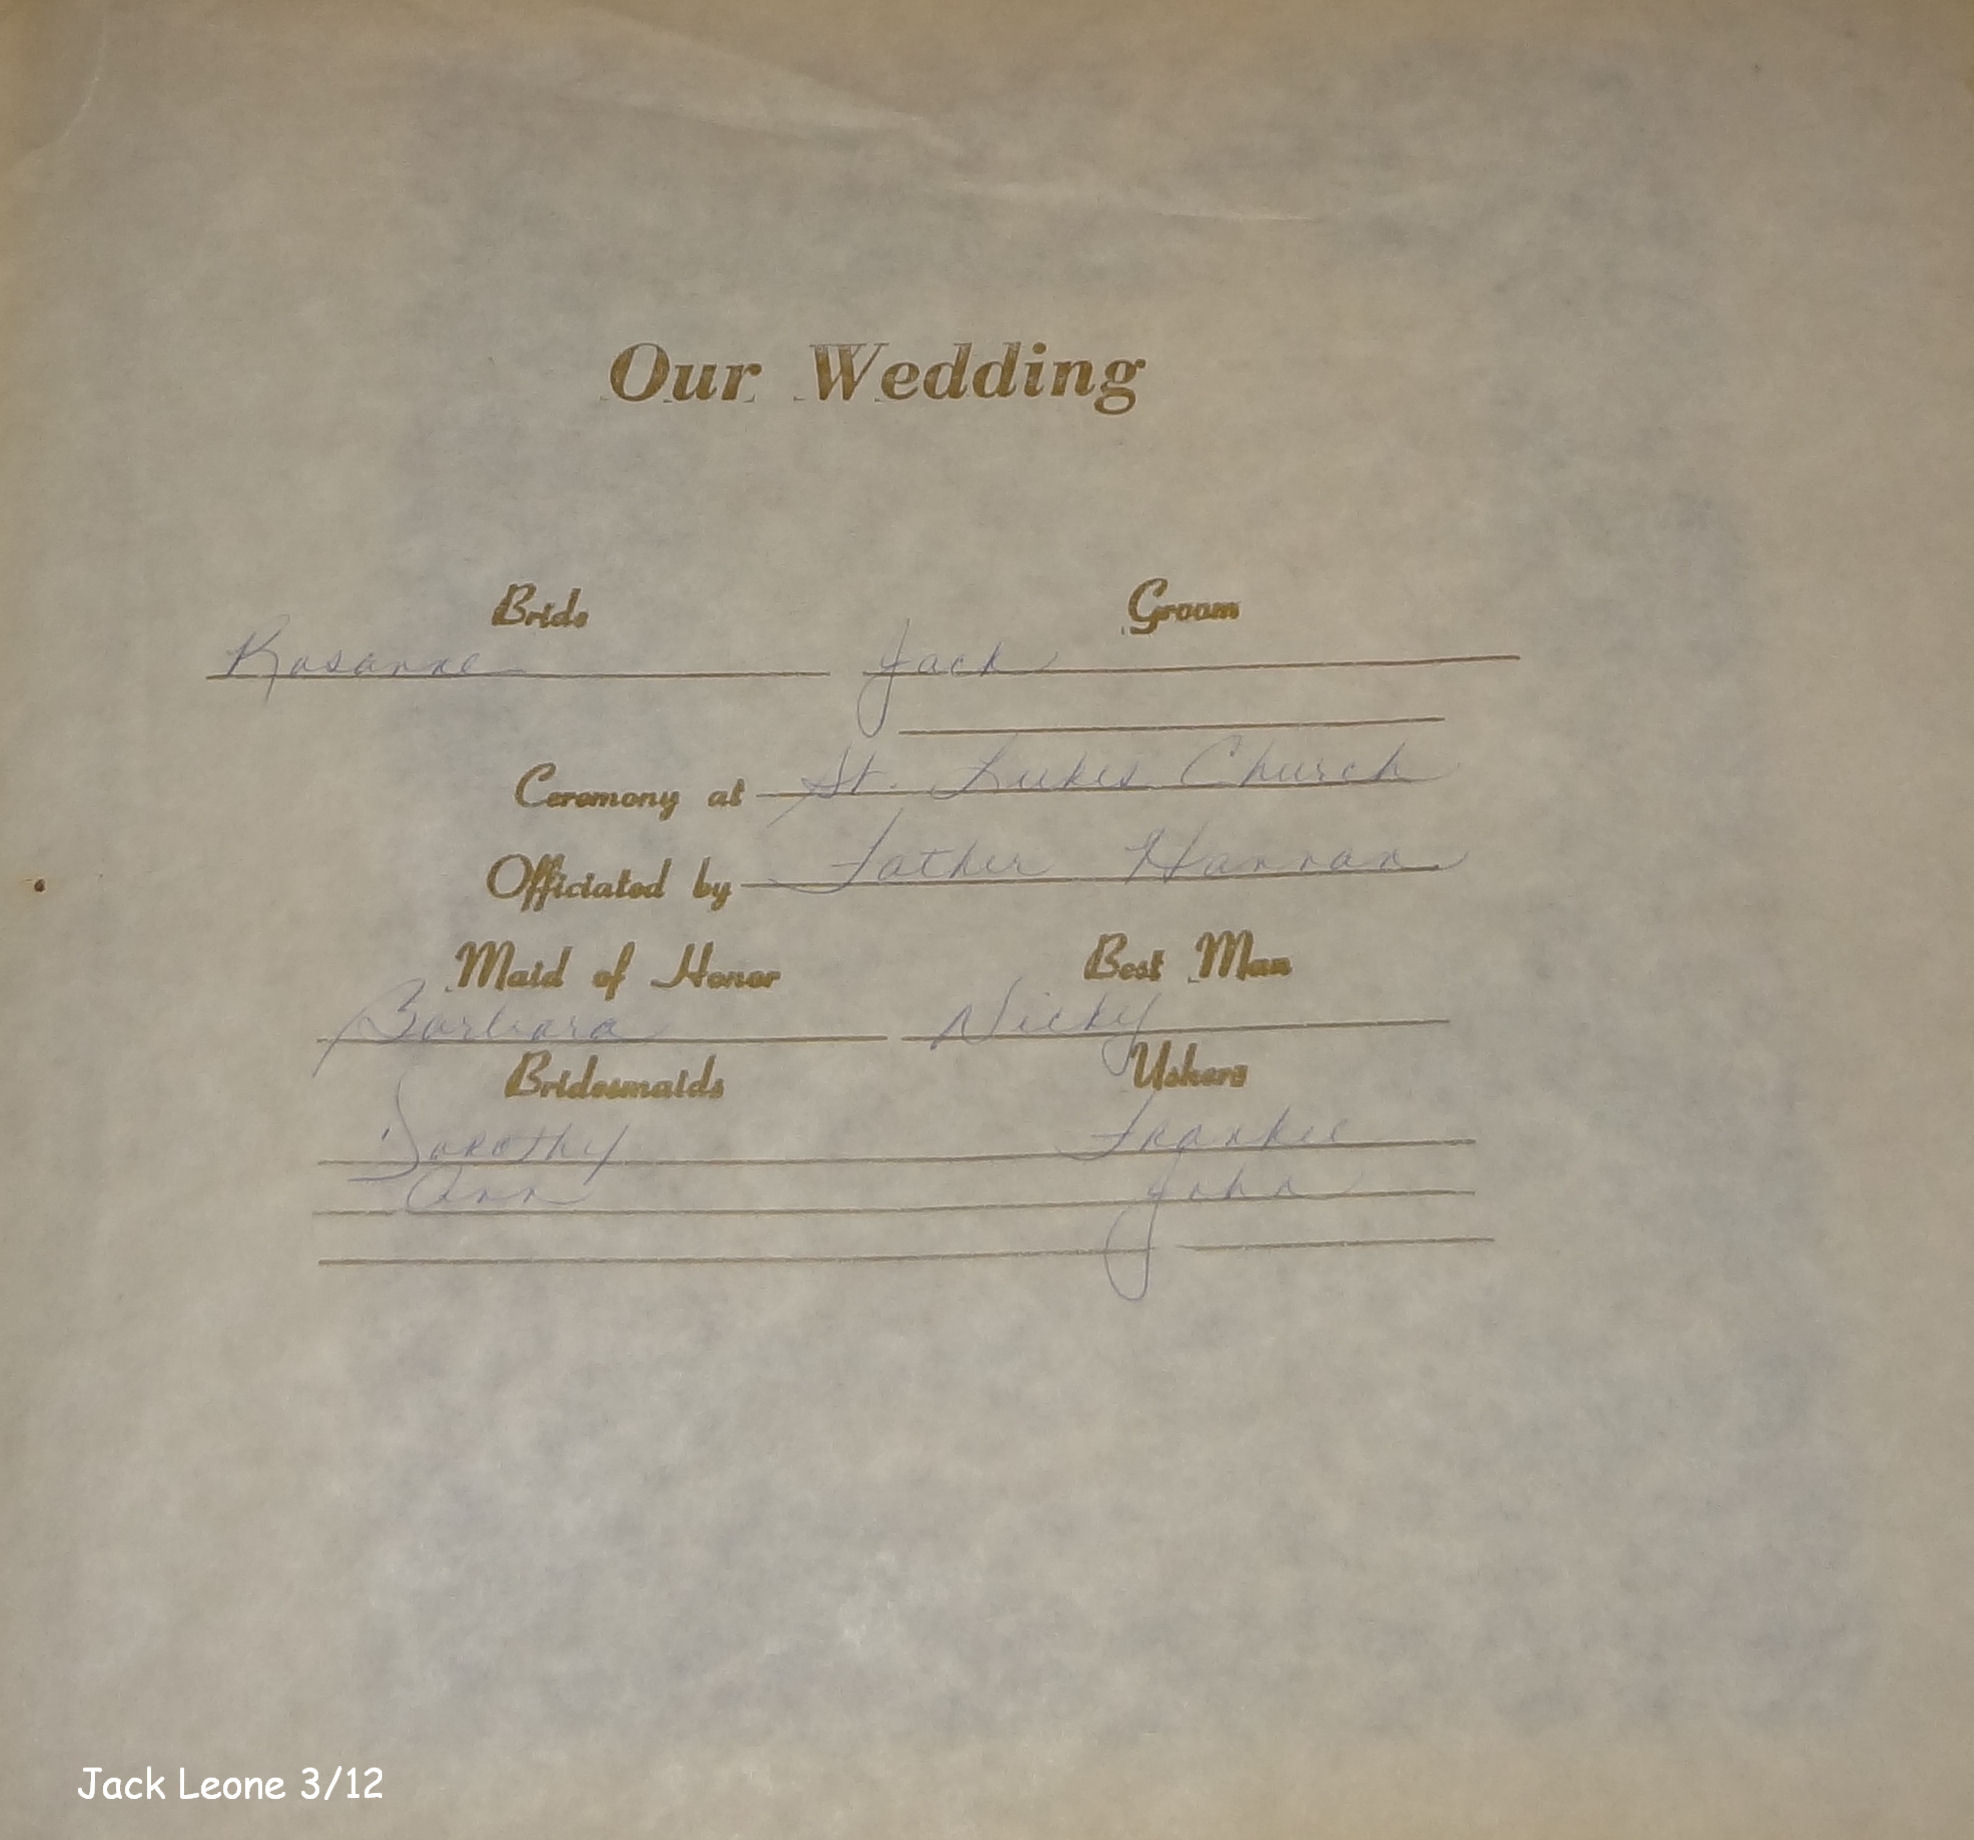 Our Wedding
Bride Groom
Rosanne Jack
Ceremony at St. Lukes Church
Officiated by Father Hannan
Maid of Honor Best Man
Barbara Nicky
Bridesmaids Ushers
Dorothy Frankie
Ann John
Jack Leone 3/12